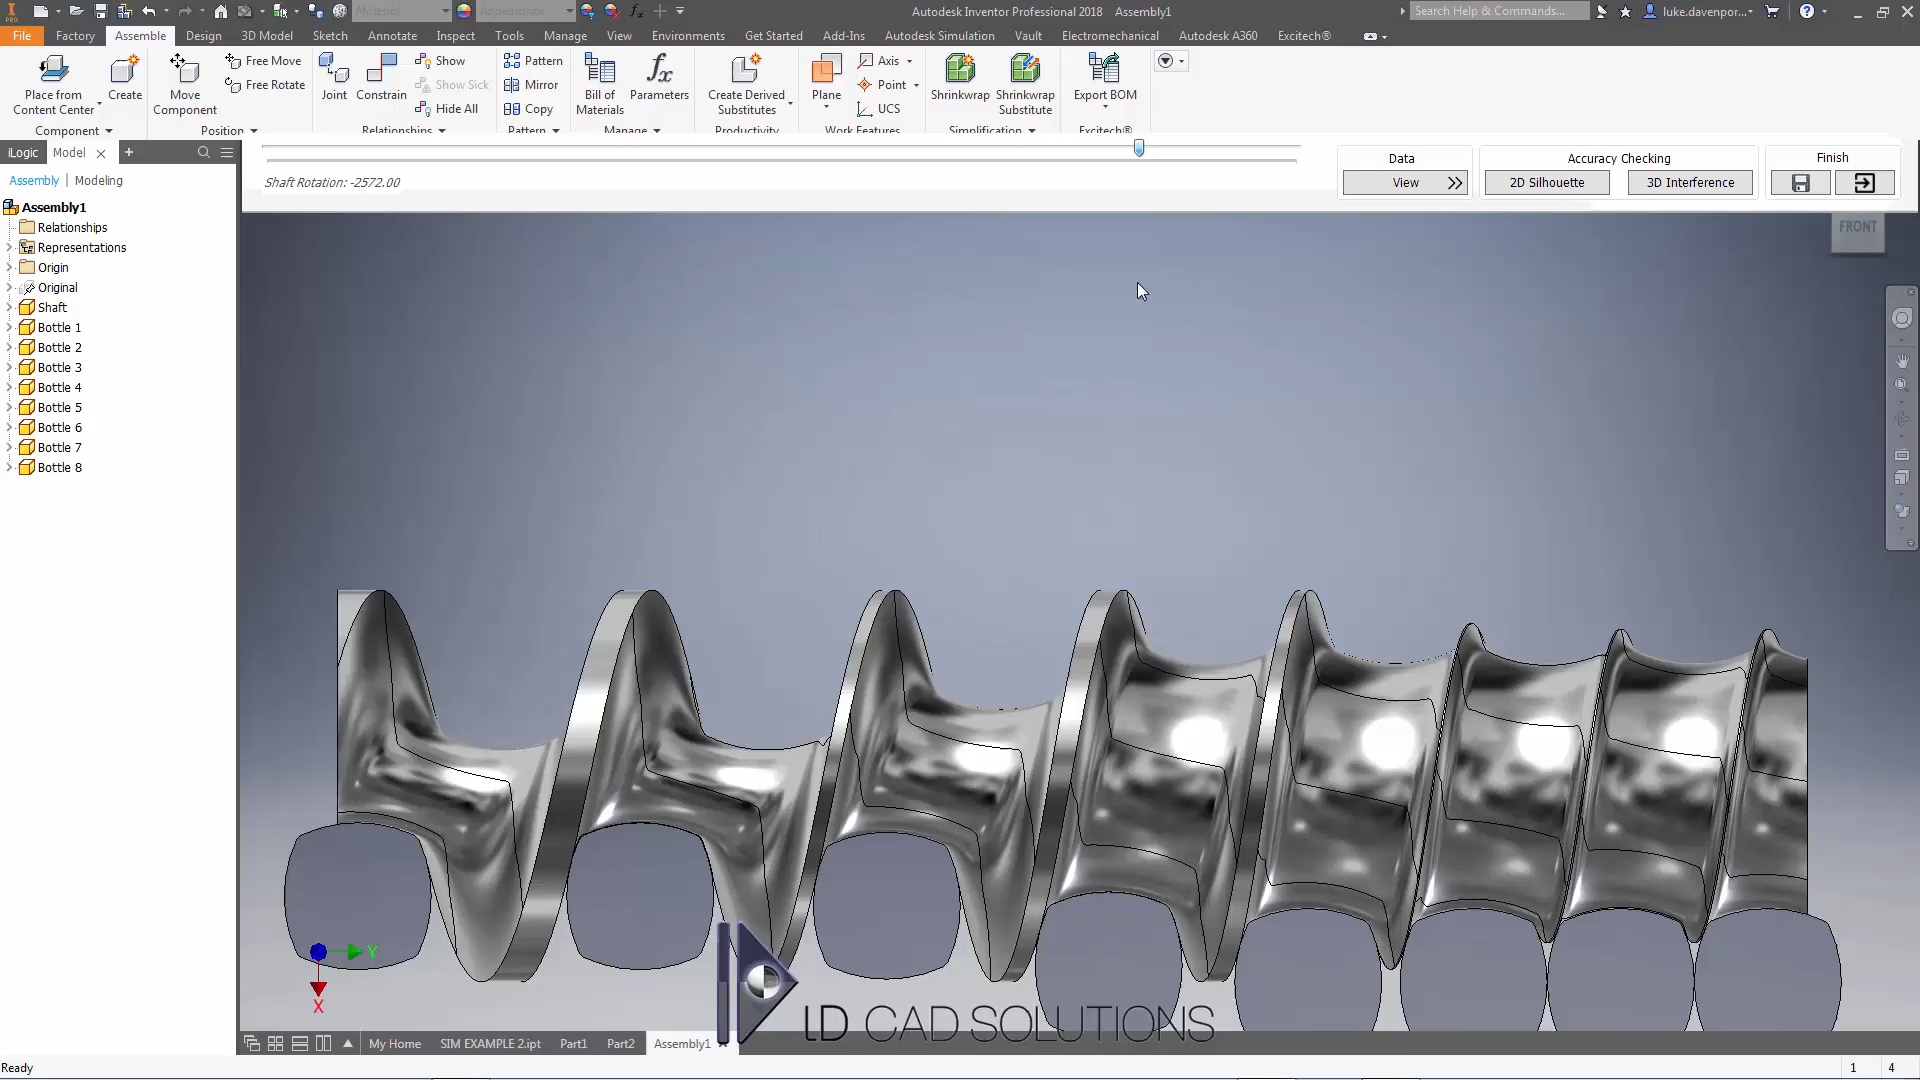 PRO
Material
Appearance
Autodesk Inventor Professional 2018 Assembly1
Search Help & Commands...
luke.davenpor...
File Factory Assemble Design 3D Model Sketch Annotate Inspect Tools Manage View Environments Get Started Add-Ins Autodesk Simulation Vault Electromechanical Autodesk A360 Excitech®
Place from Content Center
Create
Move Component
Free Move
Free Rotate
Joint
Constrain
Show
Show Sick
Hide All
Pattern
Mirror
Copy
Bill of Materials
Parameters
Create Derived Substitutes
Plane
Axis
Point
UCS
Shrinkwrap
Shrinkwrap Substitute
Export BOM
Component Position Relationships Pattern Manage Productivity Work Features Simplification Excitech®
iLogic Model
Assembly | Modeling
Assembly1
Relationships
Representations
Origin
Original
Shaft
Bottle 1
Bottle 2
Bottle 3
Bottle 4
Bottle 5
Bottle 6
Bottle 7
Bottle 8
Shaft Rotation: -2572.00
Data
View
Accuracy Checking
2D Silhouette
3D Interference
Finish
FRONT
Y
X
LD CAD SOLUTIONS
My Home SIM EXAMPLE 2.ipt Part1 Part2 Assembly1
Ready
1 4